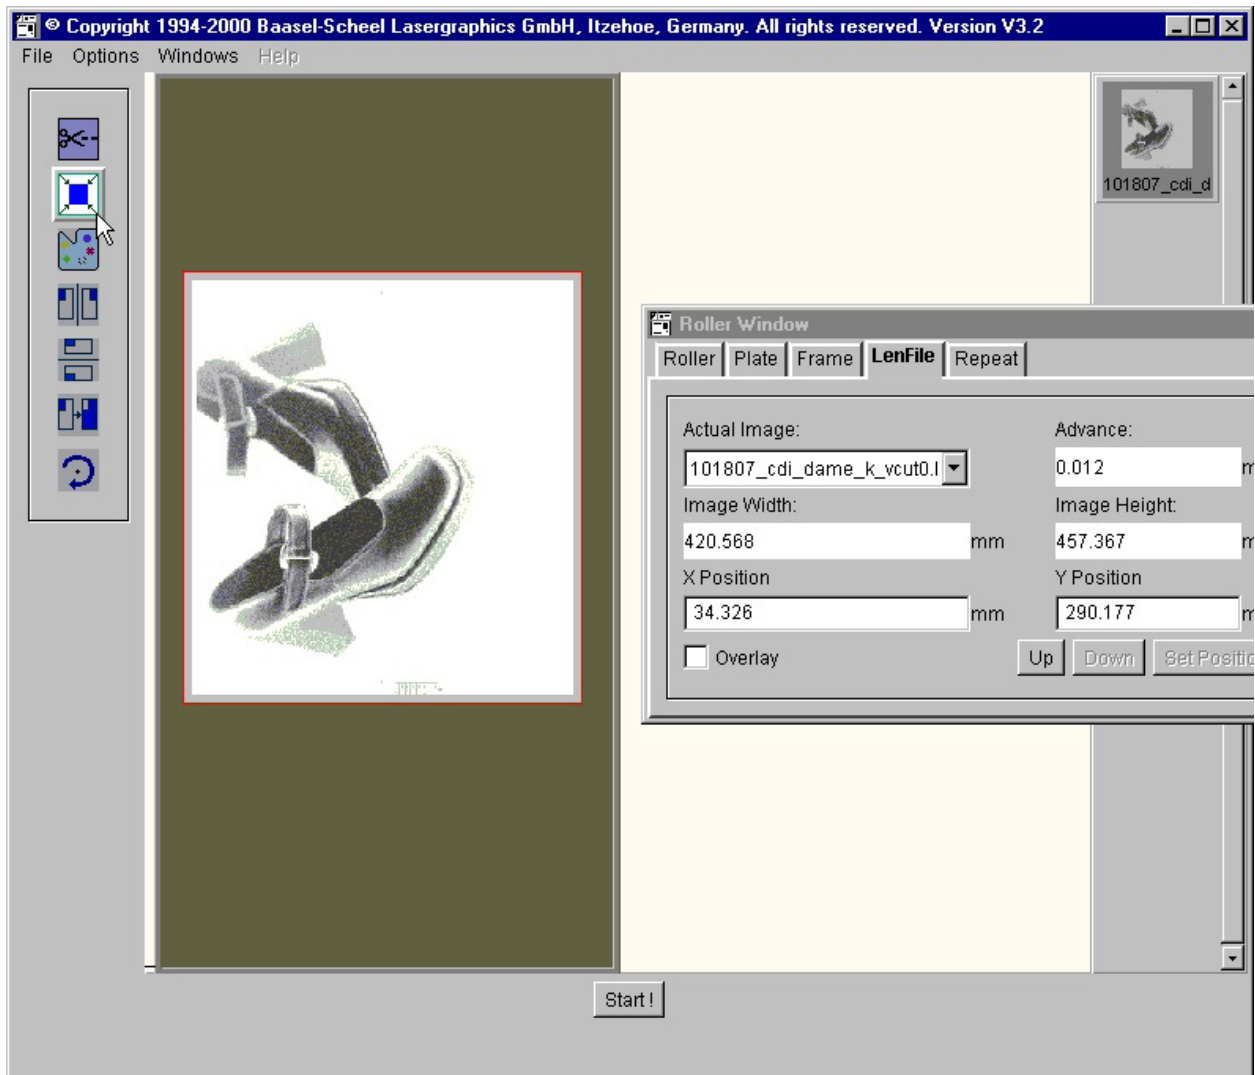 © Copyright 1994-2000 Baasel-Scheel Lasergraphics GmbH, Itzehoe, Germany. All rights reserved. Version V3.2
File Options Windows Help
101807_cdi_d
Roller Window
Roller Plate Frame LenFile Repeat
Actual Image: Advance:
101807_cdi_dame_k_vcut0.l 0.012 m
Image Width: Image Height:
420.568 mm 457.367 m
X Position Y Position
34.326 mm 290.177 m
Overlay Up Down Set Positio
Start !